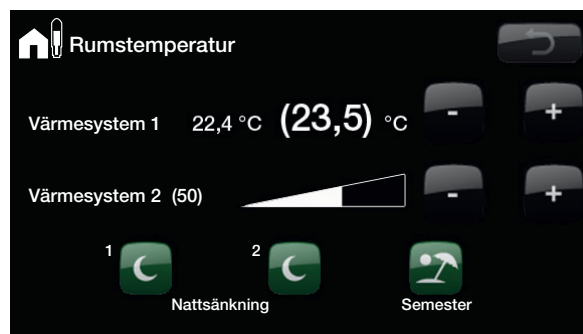 Rumstemperatur
Värmesystem 1 22,4 °C (23,5) °C - +
Värmesystem 2 (50) - +
1 2
Nattsänkning Semester